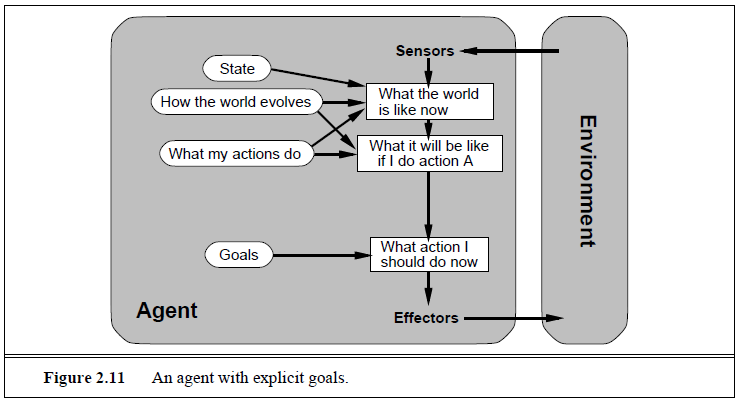 Sensors
State
What the world
is like now
How the world evolves
What my actions do
What it will be like
if I do action A
Environment
Goals
What action I
should do now
Agent
Effectors
Figure 2.11 An agent with explicit goals.